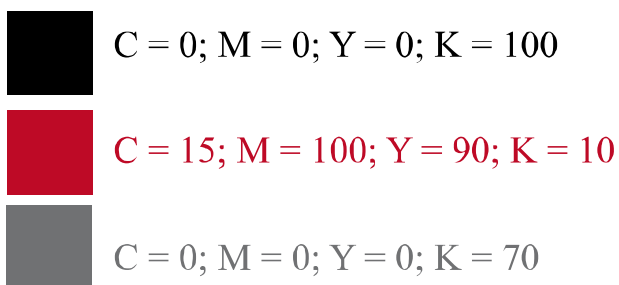 C = 0; M = 0; Y = 0; K = 100
C = 15; M = 100; Y = 90; K = 10
C = 0; M = 0; Y = 0; K = 70